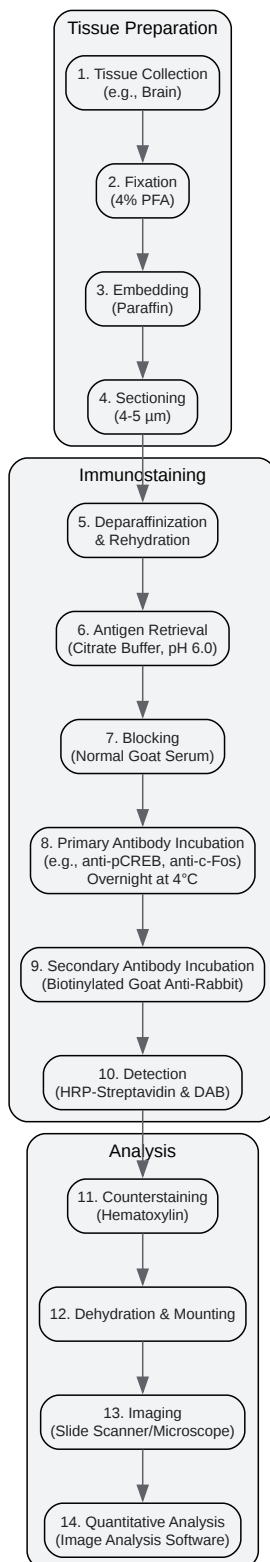 Tissue Preparation
1. Tissue Collection
(e.g., Brain)
2. Fixation
(4% PFA)
3. Embedding
(Paraffin)
4. Sectioning
(4-5 µm)
Immunostaining
5. Deparaffinization
& Rehydration
6. Antigen Retrieval
(Citrate Buffer, pH 6.0)
7. Blocking
(Normal Goat Serum)
8. Primary Antibody Incubation
(e.g., anti-pCREB, anti-c-Fos)
Overnight at 4°C
9. Secondary Antibody Incubation
(Biotinylated Goat Anti-Rabbit)
10. Detection
(HRP-Streptavidin & DAB)
Analysis
11. Counterstaining
(Hematoxylin)
12. Dehydration & Mounting
13. Imaging
(Slide Scanner/Microscope)
14. Quantitative Analysis
(Image Analysis Software)